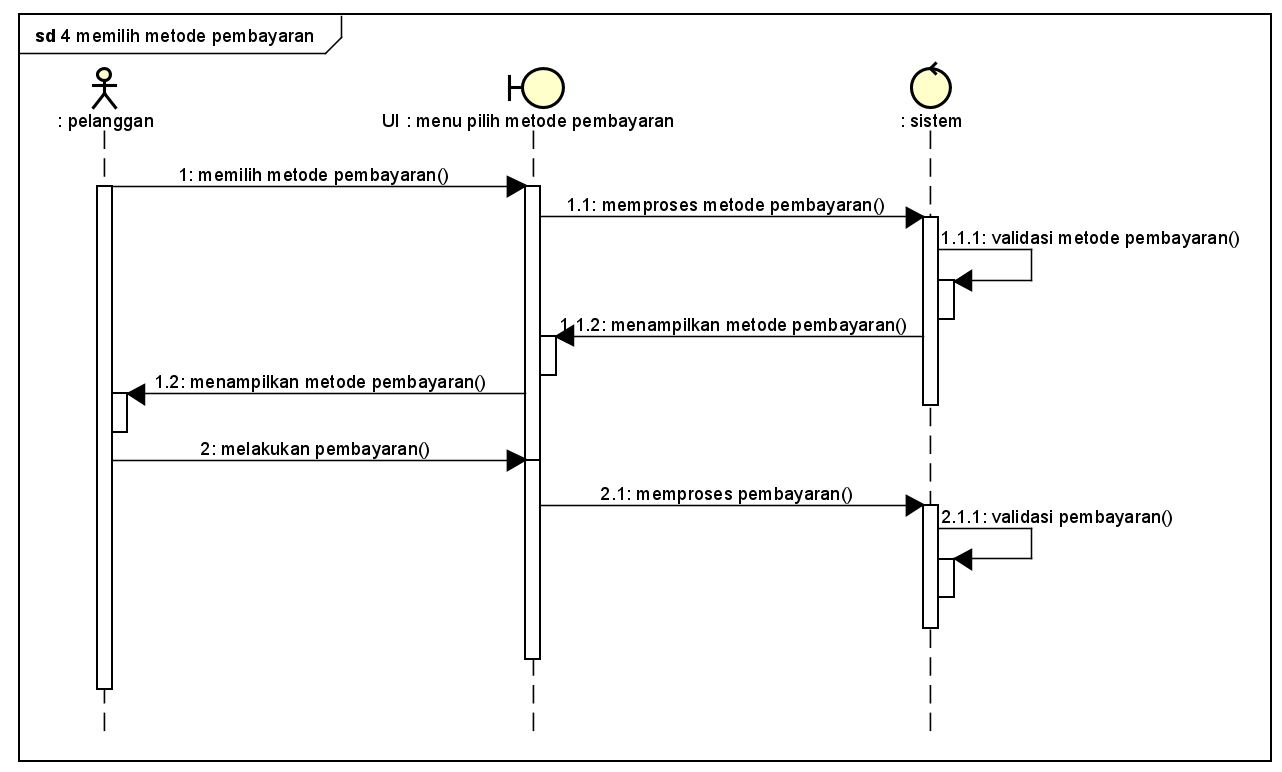 sd 4 memilih metode pembayaran
: pelanggan
UI : menu pilih metode pembayaran
: sistem
1: memilih metode pembayaran()
1.1: memproses metode pembayaran()
1.1.1: validasi metode pembayaran()
1.1.2: menampilkan metode pembayaran()
1.2: menampilkan metode pembayaran()
2: melakukan pembayaran()
2.1: memproses pembayaran()
2.1.1: validasi pembayaran()